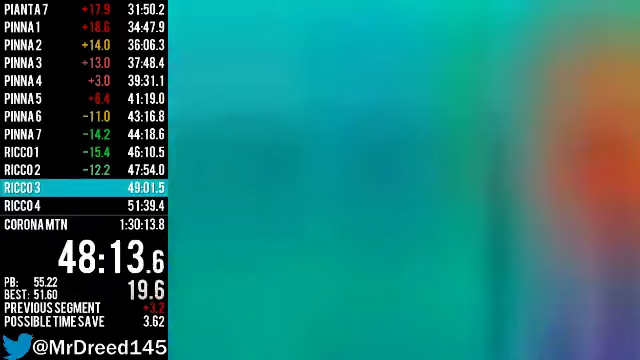 PIANTA 7 +17.9 31:50.2
PINNA 1 +18.6 34:47.9
PINNA 2 +14.0 36:06.3
PINNA 3 +13.0 37:48.4
PINNA 4 +3.0 39:31.1
PINNA 5 +6.4 41:19.0
PINNA 6 -11.0 43:16.8
PINNA 7 -14.2 44:18.6
RICCO 1 -15.4 46:10.5
RICCO 2 -12.2 47:54.0
RICCO 3 49:01.5
RICCO 4 51:39.4
CORONA MTN 1:30:13.8
48:13.6
PB: 55.22
BEST: 51.60
19.6
PREVIOUS SEGMENT +3.2
POSSIBLE TIME SAVE 3.62
@MrDreed145